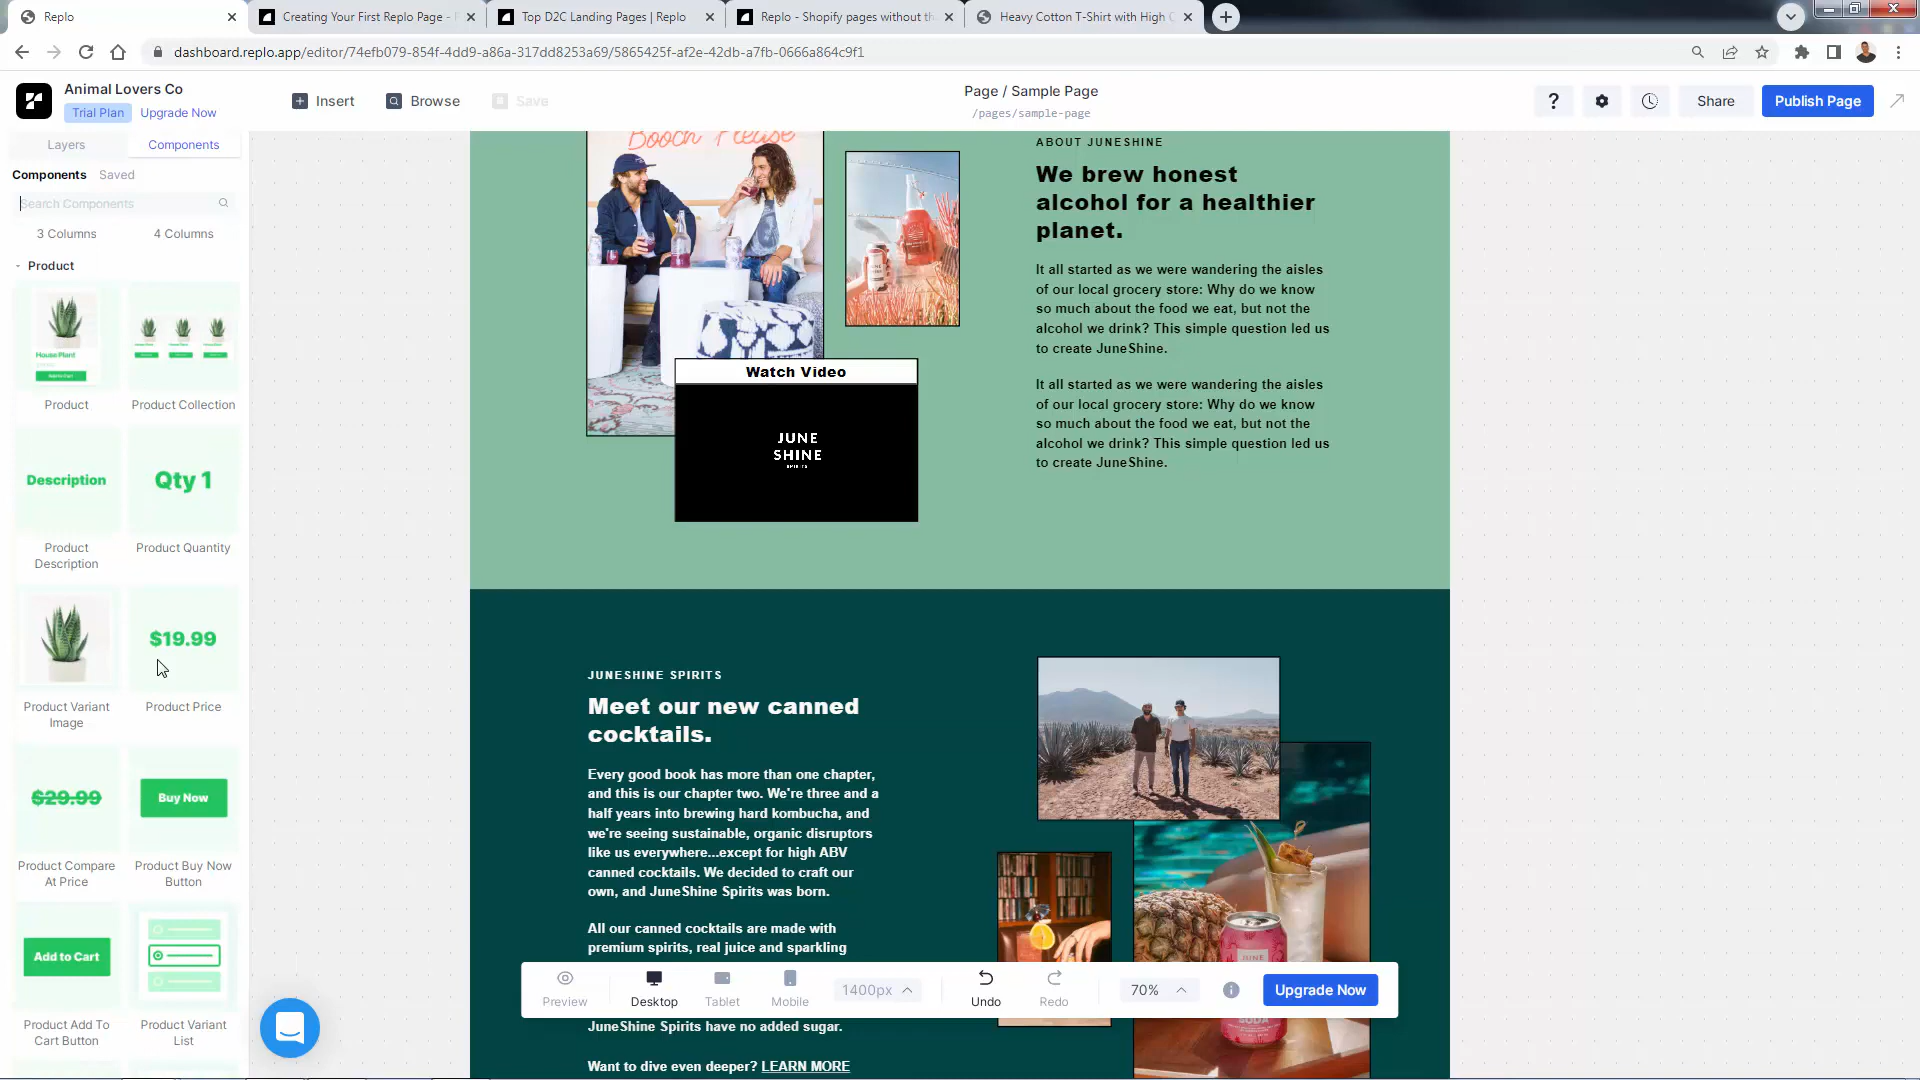 Replo
Creating Your First Replo Page -
Top D2C Landing Pages | Replo
Replo - Shopify pages without th
Heavy Cotton T-Shirt with High C
dashboard.replo.app/editor/74efb079-854f-4dd9-a86a-317dd8253a69/5865425f-af2e-42db-a7fb-0666a864c9f1
Animal Lovers Co
Trial Plan
Upgrade Now
Insert
Browse
Save
Page / Sample Page
/pages/sample-page
?
Share
Publish Page
Layers
Components
Components
Saved
Search Components
3 Columns
4 Columns
Product
House Plant
Product
Product Collection
Description
Qty 1
Product
Description
Product Quantity
$19.99
Product Variant
Image
Product Price
$29.99
Buy Now
Product Compare
At Price
Product Buy Now
Button
Add to Cart
Product Add To
Cart Button
Product Variant
List
Booch Please
ABOUT JUNESHINE
We brew honest
alcohol for a healthier
planet.
It all started as we were wandering the aisles
of our local grocery store: Why do we know
so much about the food we eat, but not the
alcohol we drink? This simple question led us
to create JuneShine.
It all started as we were wandering the aisles
of our local grocery store: Why do we know
so much about the food we eat, but not the
alcohol we drink? This simple question led us
to create JuneShine.
Watch Video
JUNE
SHINE
SPIRITS
JUNESHINE SPIRITS
Meet our new canned
cocktails.
Every good book has more than one chapter,
and this is our chapter two. We're three and a
half years into brewing hard kombucha, and
we're seeing sustainable, organic disruptors
like us everywhere...except for high ABV
canned cocktails. We decided to craft our
own, and JuneShine Spirits was born.
All our canned cocktails are made with
premium spirits, real juice and sparkling
JuneShine Spirits have no added sugar.
Want to dive even deeper? LEARN MORE
Preview
Desktop
Tablet
Mobile
1400px
Undo
Redo
70%
Upgrade Now